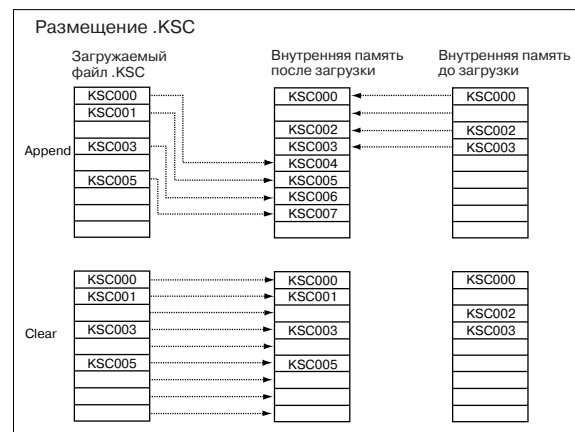 Размещение .KSC
Загружаемый
файл .KSC
Внутренняя память
после загрузки
Внутренняя память
до загрузки
Append
KSC000
KSC001
KSC003
KSC005
KSC000
KSC002
KSC003
KSC004
KSC005
KSC006
KSC007
KSC000
KSC002
KSC003
Clear
KSC000
KSC001
KSC003
KSC005
KSC000
KSC001
KSC003
KSC005
KSC000
KSC002
KSC003